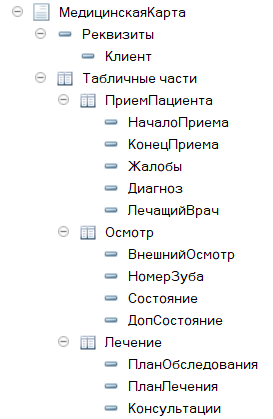 МедицинскаяКарта
Реквизиты
Клиент
Табличные части
ПриемПациента
НачалоПриема
КонецПриема
Жалобы
Диагноз
ЛечащийВрач
Осмотр
ВнешнийОсмотр
НомерЗуба
Состояние
ДопСостояние
Лечение
ПланОбследования
ПланЛечения
Консультации